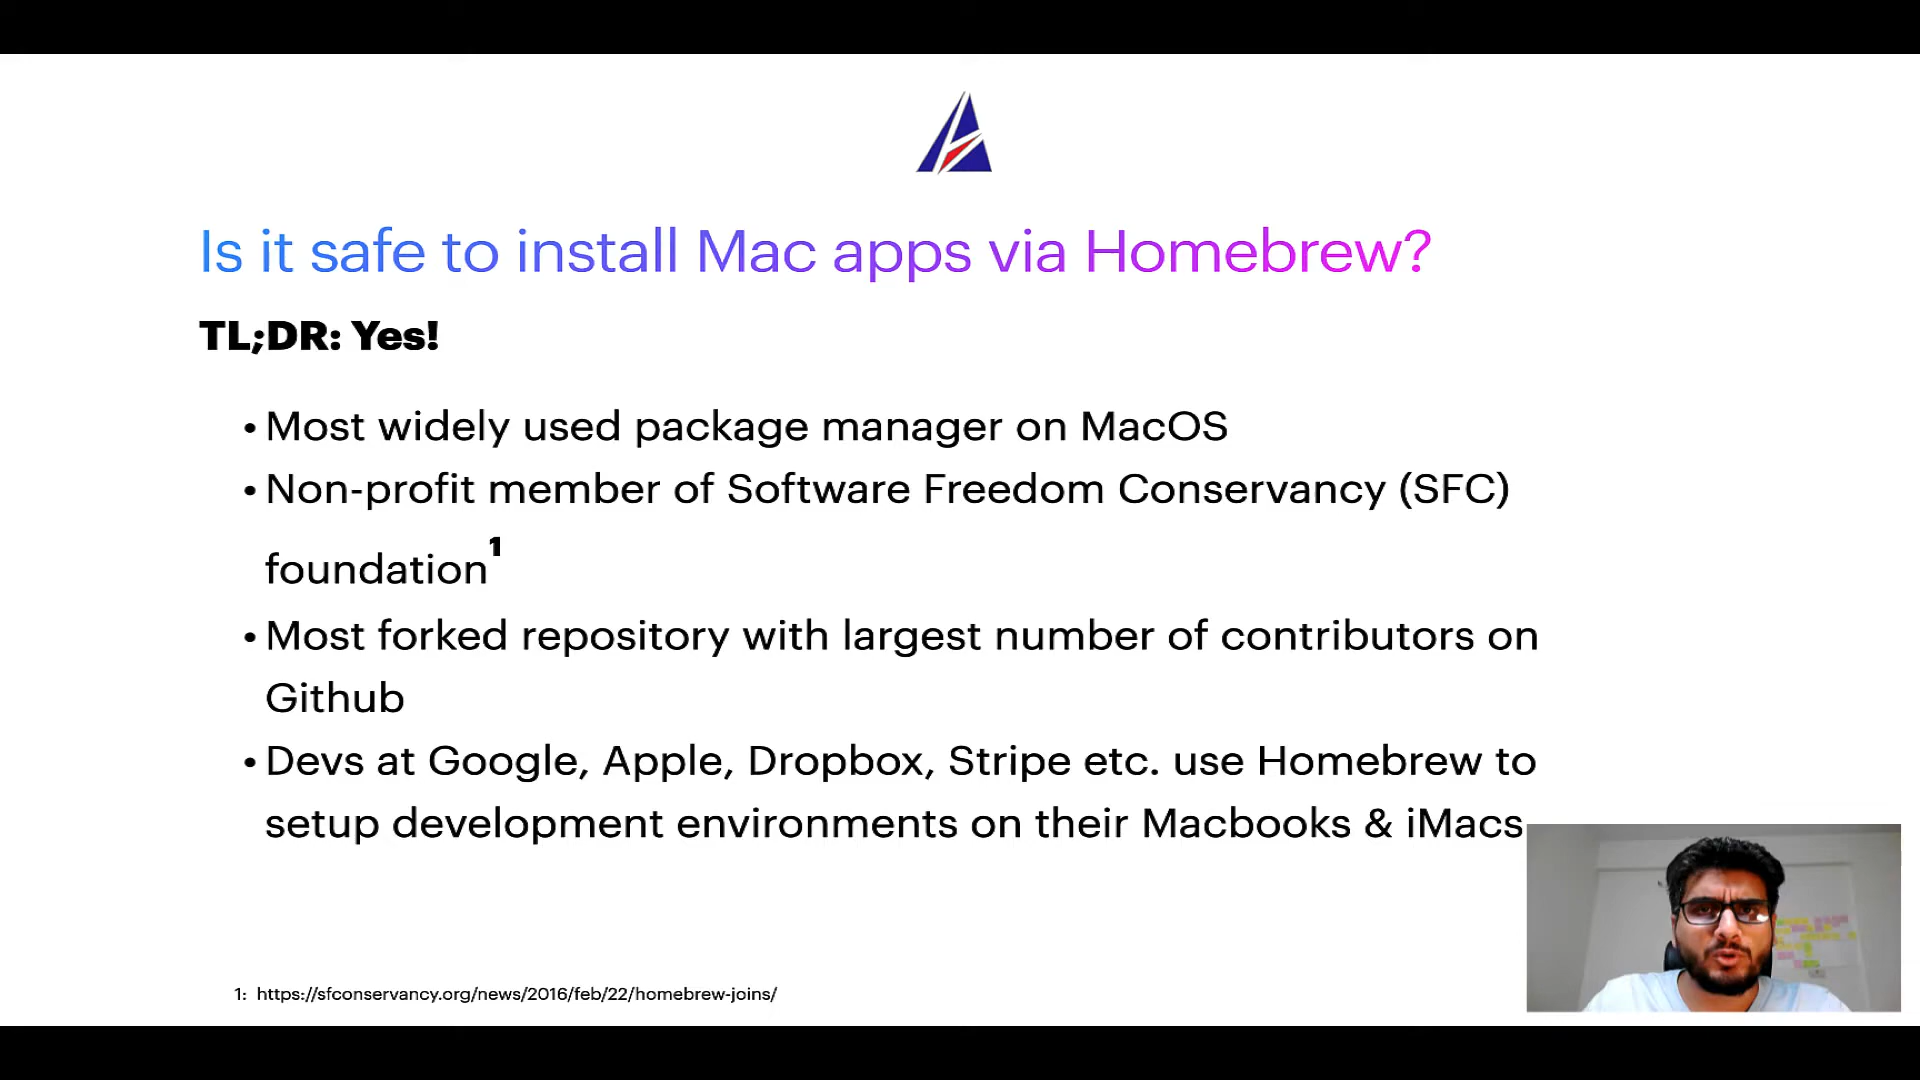 Is it safe to install Mac apps via Homebrew?
TL;DR: Yes!
• Most widely used package manager on MacOS
• Non-profit member of Software Freedom Conservancy (SFC)
foundation1
• Most forked repository with largest number of contributors on
Github
• Devs at Google, Apple, Dropbox, Stripe etc. use Homebrew to
setup development environments on their Macbooks & iMacs
1: https://sfconservancy.org/news/2016/feb/22/homebrew-joins/